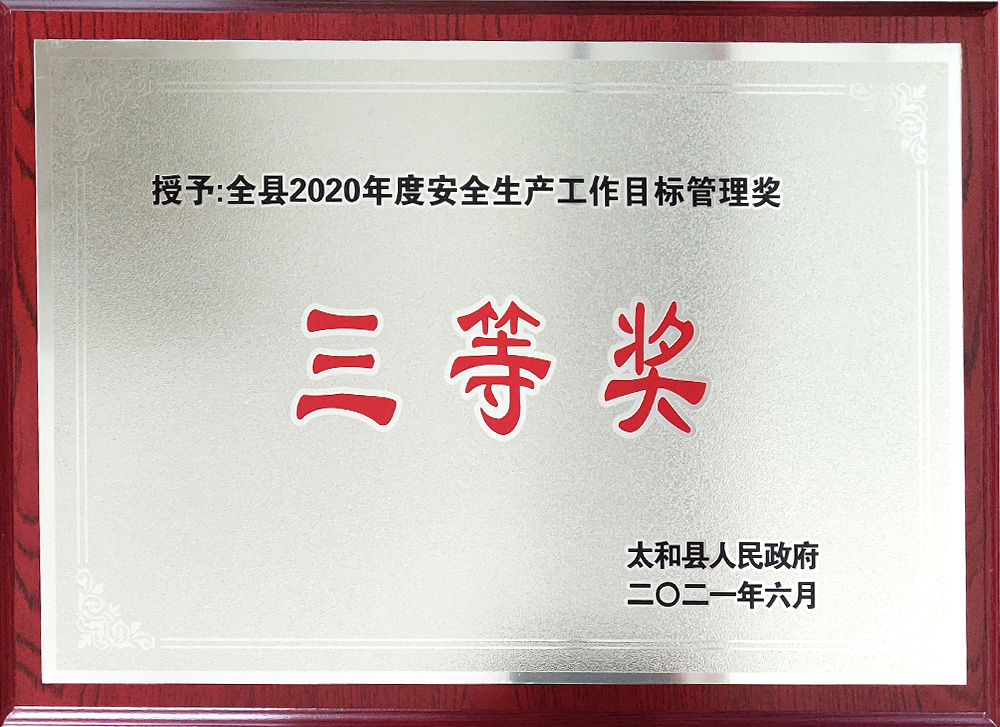 授予:全县2020年度安全生产工作目标管理奖
三等奖
太和县人民政府
二〇二一年六月